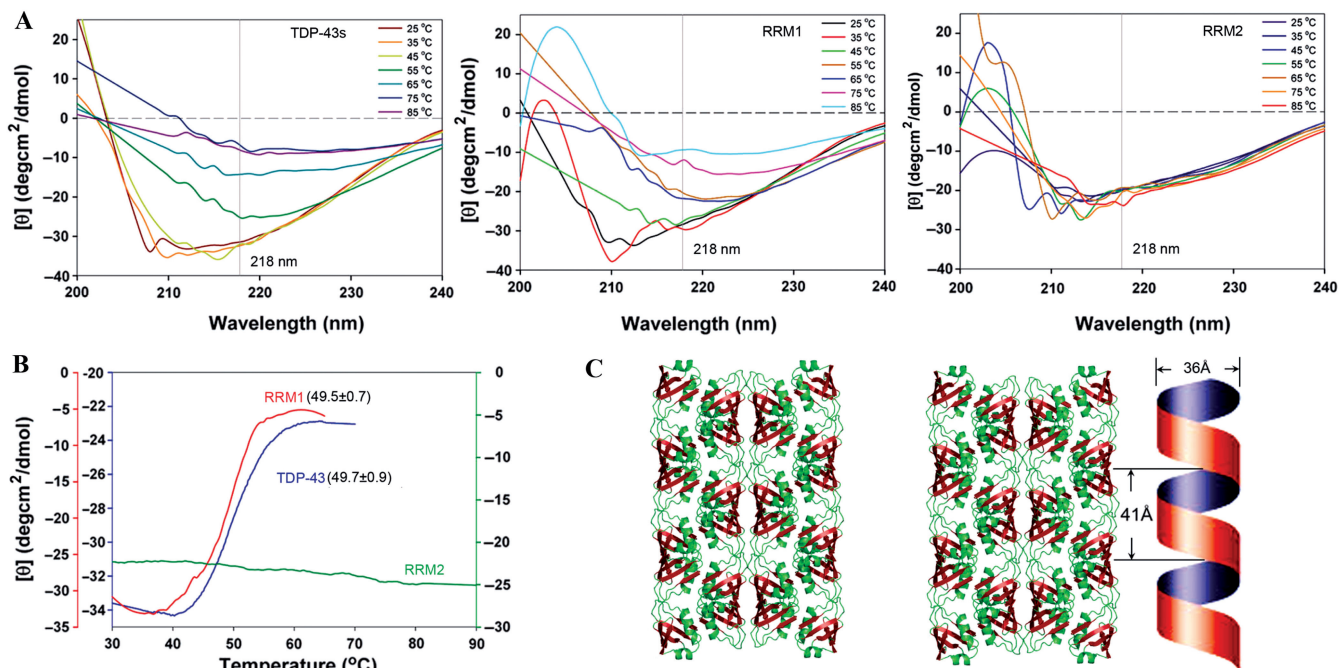 A
TDP-43s
RRM1
RRM2
25 °C
35 °C
45 °C
55 °C
65 °C
75 °C
85 °C
25 °C
35 °C
45 °C
55 °C
65 °C
75 °C
85 °C
25 °C
35 °C
45 °C
55 °C
65 °C
75 °C
85 °C
[θ] (degcm²/dmol)
20
10
0
–10
–20
–30
–40
218 nm
200 210 220 230 240
Wavelength (nm)
[θ] (degcm²/dmol)
20
10
0
–10
–20
–30
–40
218 nm
200 210 220 230 240
Wavelength (nm)
[θ] (degcm²/dmol)
20
10
0
–10
–20
–30
–40
218 nm
200 210 220 230 240
Wavelength (nm)
B
[θ] (degcm²/dmol)
0
–5
–10
–15
–20
–25
–30
–35
-20
-22
-24
-26
-28
-30
-32
-34
0
–5
–10
–15
–20
–25
–30
RRM1 (49.5±0.7)
TDP-43 (49.7±0.9)
RRM2
30 40 50 60 70 80 90
Temperature (°C)
C
36Å
41Å